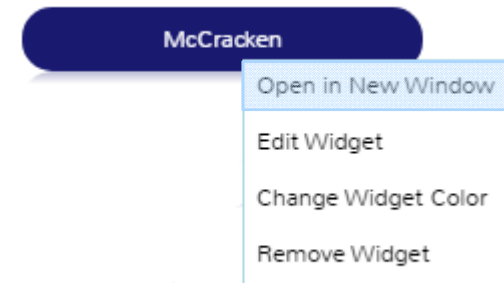 McCracken
Open in New Window
Edit Widget
Change Widget Color
Remove Widget